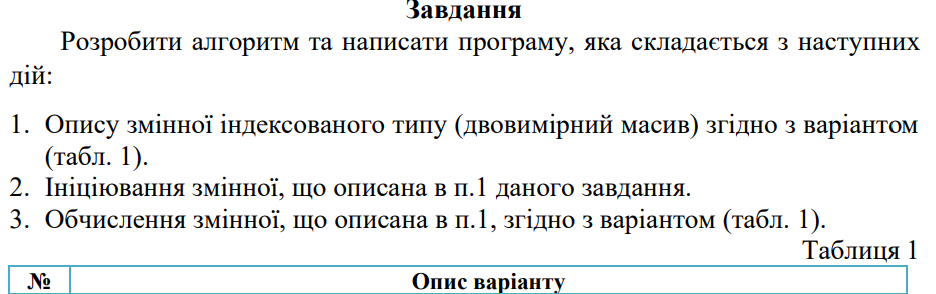 Завдання
Розробити алгоритм та написати програму, яка складається з наступних
дій:
1. Опису змінної індексованого типу (двовимірний масив) згідно з варіантом
(табл. 1).
2. Ініціювання змінної, що описана в п.1 даного завдання.
3. Обчислення змінної, що описана в п.1, згідно з варіантом (табл. 1).
Таблиця 1
№ Опис варіанту